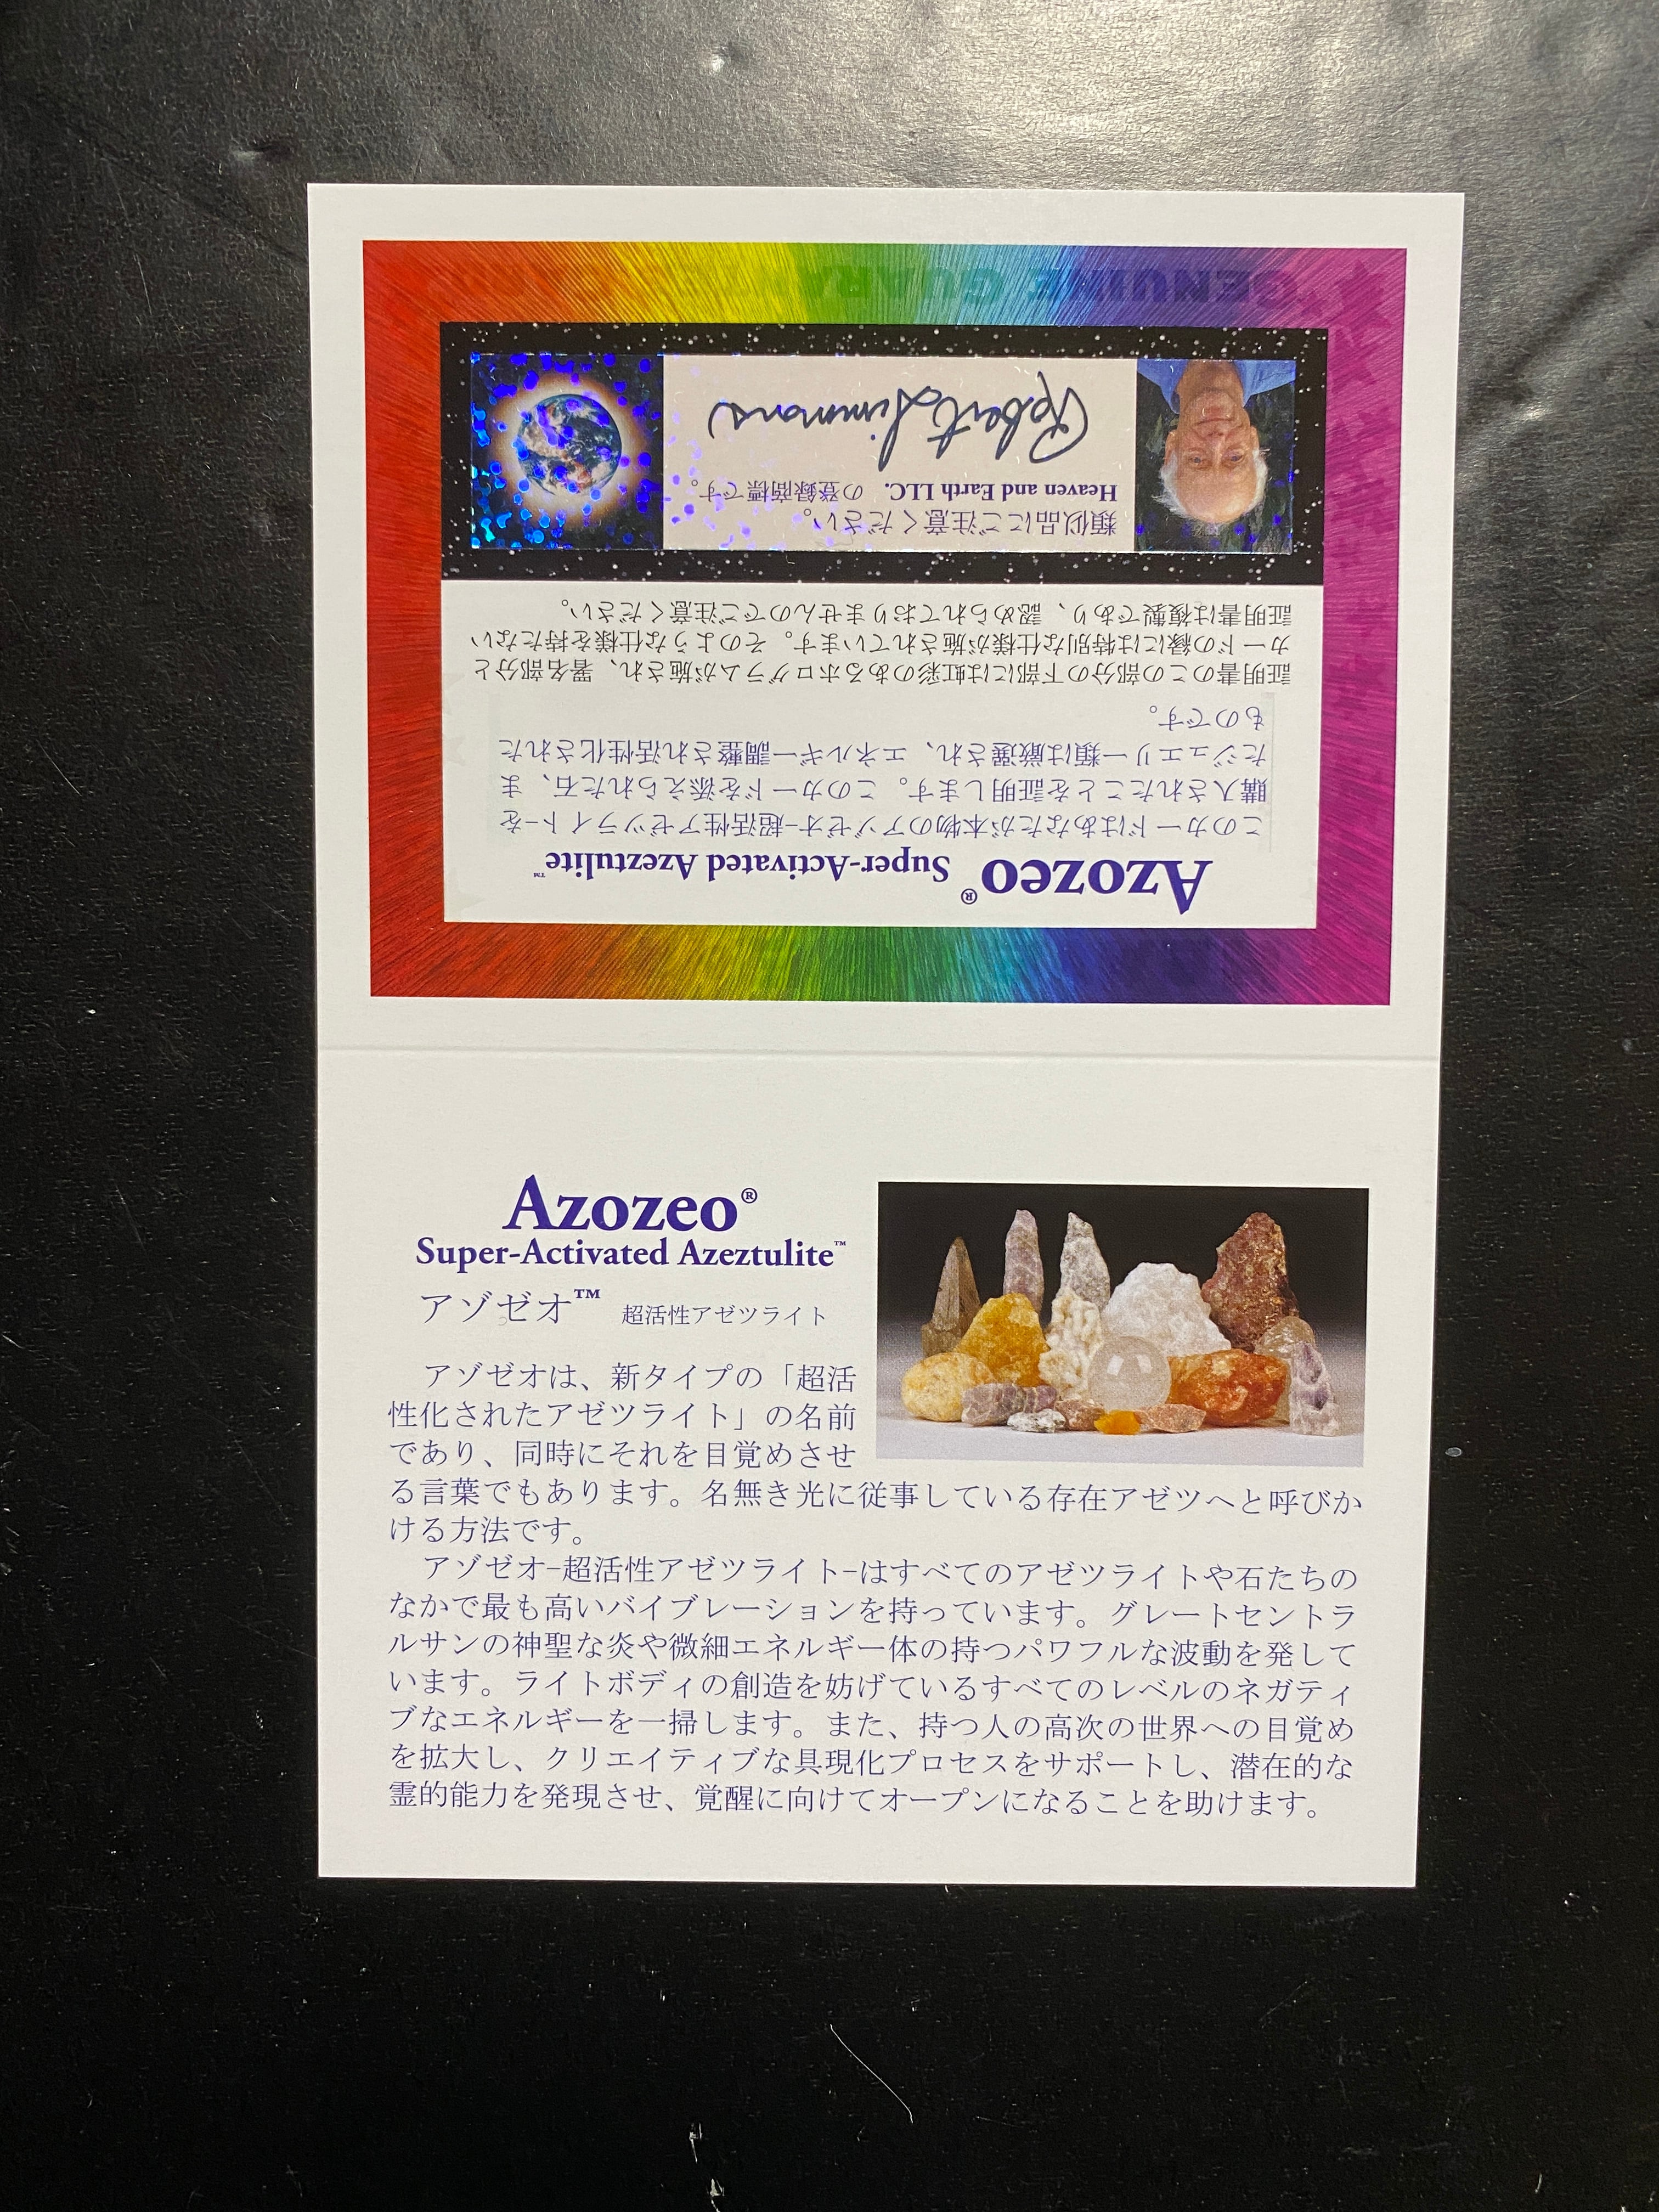 GENUINE GUARAN
Azozeo® Super-Activated Azeztulite™
このカードはあなたが本物のアゾゼオ−超活性アゼツライト−を
購入されたことを証明します。このカードを添えられた石、ま
たジュエリー類は厳選され、エネルギー調整され活性化された
ものです。
証明書のこの部分の下部には虹彩のあるホログラムが施され、署名部分と
カードの縁には特別な仕様が施されています。そのような仕様を持たない
証明書は複製であり、認められておりませんのでご注意ください。
類似品にご注意ください。
Heaven and Earth LLC. の登録商標です。
Robert Simmons
Azozeo®
Super-Activated Azeztulite™
アゾゼオ™ 超活性アゼツライト
アゾゼオは、新タイプの「超活
性化されたアゼツライト」の名前
であり、同時にそれを目覚めさせ
る言葉でもあります。名無き光に従事している存在アゼツへと呼びか
ける方法です。
アゾゼオ−超活性アゼツライト−はすべてのアゼツライトや石たちの
なかで最も高いバイブレーションを持っています。グレートセントラ
ルサンの神聖な炎や微細エネルギー体の持つパワフルな波動を発して
います。ライトボディの創造を妨げているすべてのレベルのネガティ
ブなエネルギーを一掃します。また、持つ人の高次の世界への目覚め
を拡大し、クリエイティブな具現化プロセスをサポートし、潜在的な
霊的能力を発現させ、覚醒に向けてオープンになることを助けます。